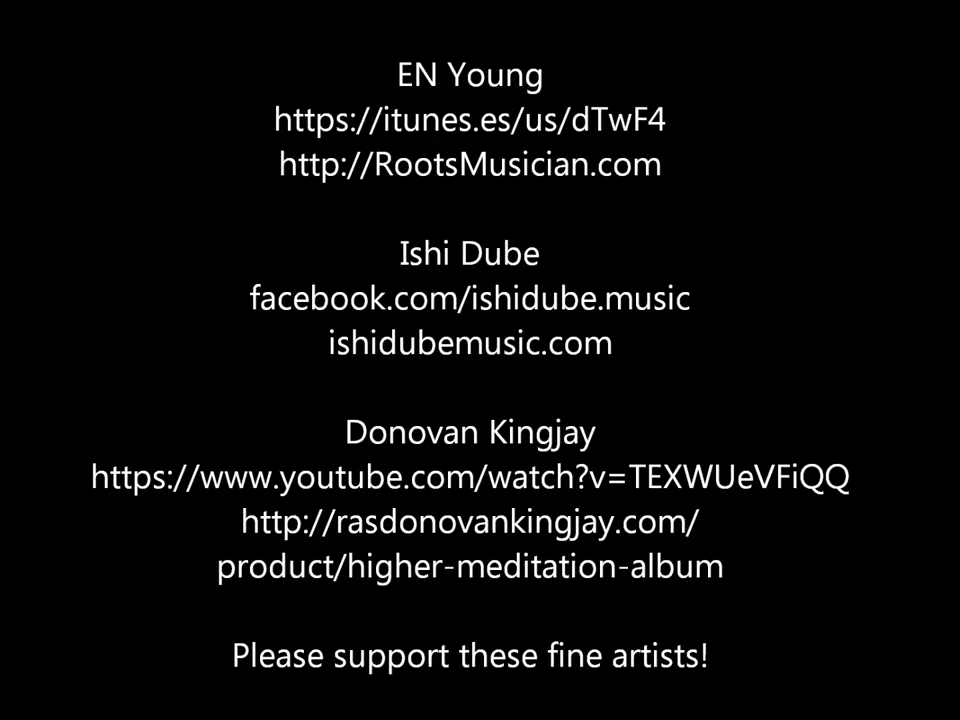 EN Young
https://itunes.es/us/dTwF4
http://RootsMusician.com
Ishi Dube
facebook.com/ishidube.music
ishidubemusic.com
Donovan Kingjay
https://www.youtube.com/watch?v=TEXWUeVFiQQ
http://rasdonovankingjay.com/
product/higher-meditation-album
Please support these fine artists!